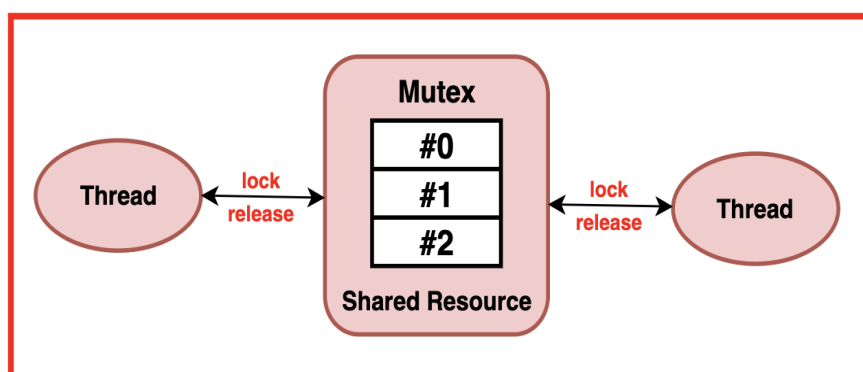 Mutex
#0
#1
#2
Shared Resource
Thread
lock
release
lock
release
Thread